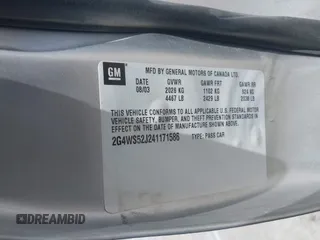 GM
MFG BY GENERAL MOTORS OF CANADA LTD.
DATE GVWR GAWR FRT GAWR RR
08/03 2026 KG 1102 KG 924 KG
4467 LB 2429 LB 2038 LB
THIS VEHICLE CONFORMS TO ALL APPLICABLE U.S. FEDERAL MOTOR
VEHICLE SAFETY, BUMPER, AND THEFT PREVENTION STANDARDS IN
EFFECT ON THE DATE OF MANUFACTURE SHOWN ABOVE.
2G4WS52J241171586 TYPE: PASS CAR
DREAMBID